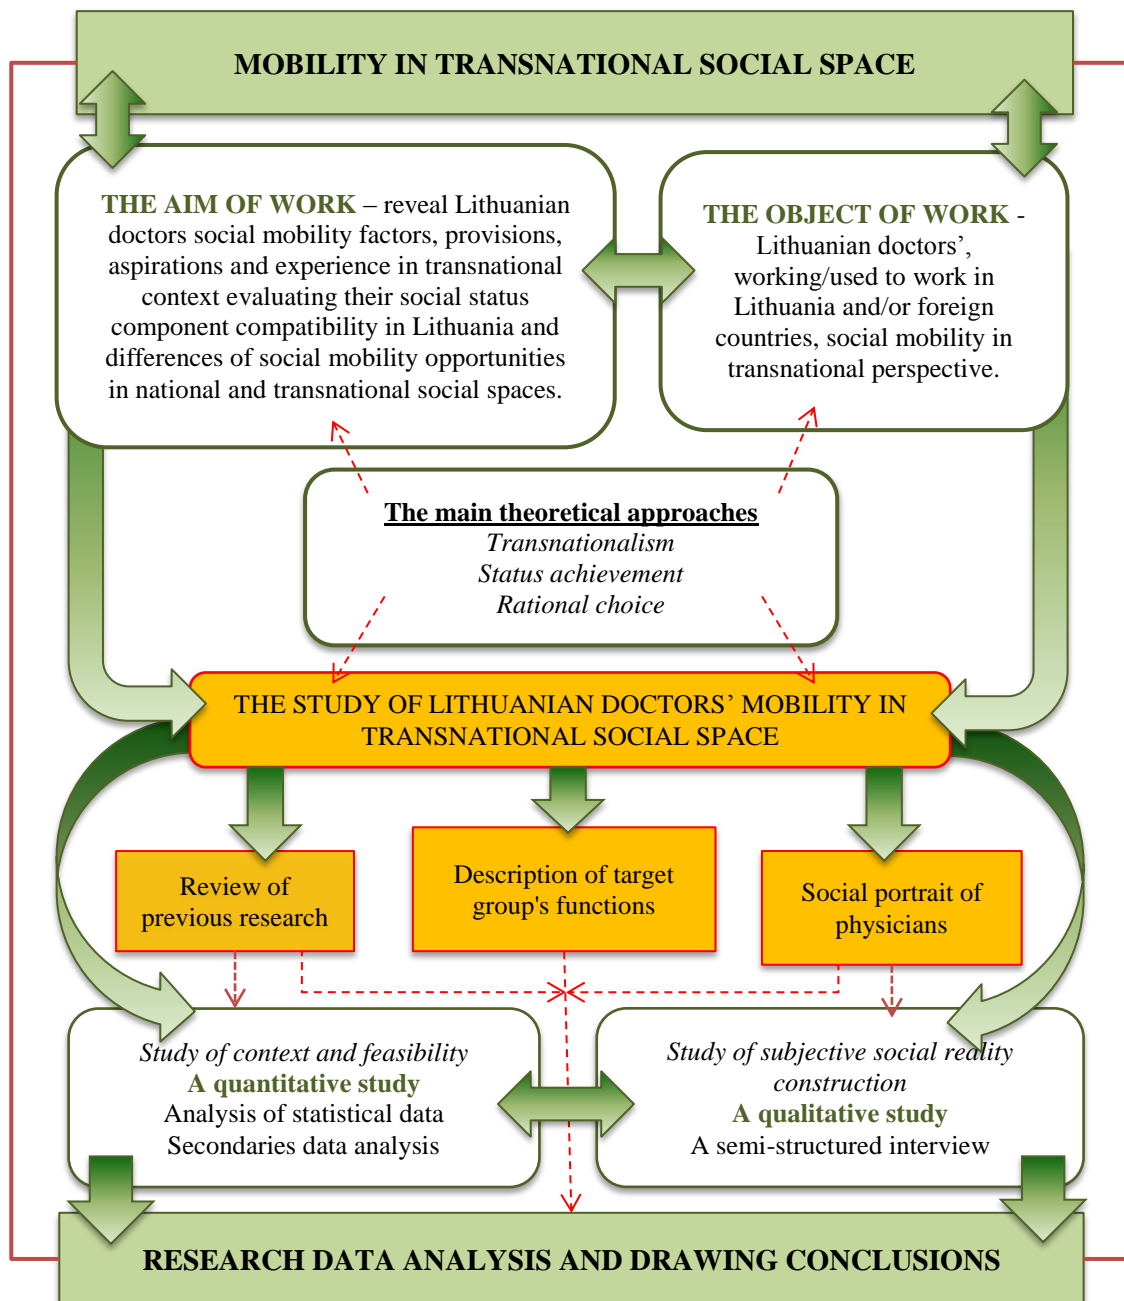 MOBILITY IN TRANSNATIONAL SOCIAL SPACE
THE AIM OF WORK – reveal Lithuanian
doctors social mobility factors, provisions,
aspirations and experience in transnational
context evaluating their social status
component compatibility in Lithuania and
differences of social mobility opportunities
in national and transnational social spaces.
THE OBJECT OF WORK -
Lithuanian doctors’,
working/used to work in
Lithuania and/or foreign
countries, social mobility in
transnational perspective.
The main theoretical approaches
Transnationalism
Status achievement
Rational choice
THE STUDY OF LITHUANIAN DOCTORS’ MOBILITY IN
TRANSNATIONAL SOCIAL SPACE
Review of
previous research
Description of target
group's functions
Social portrait of
physicians
Study of context and feasibility
A quantitative study
Analysis of statistical data
Secondaries data analysis
Study of subjective social reality
construction
A qualitative study
A semi-structured interview
RESEARCH DATA ANALYSIS AND DRAWING CONCLUSIONS